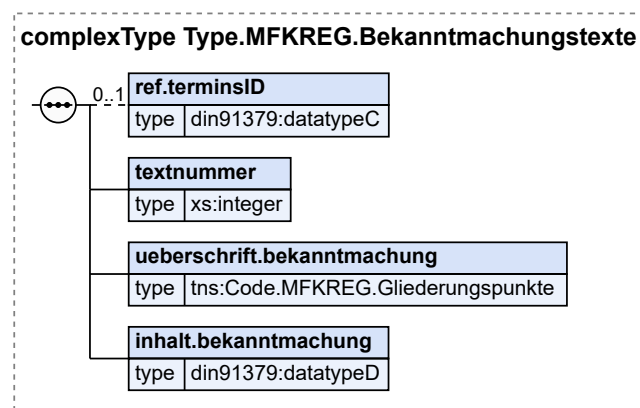 complexType Type.MFKREG.Bekanntmachungstexte
0..1
ref.terminsID
type din91379:datatypeC
textnummer
type xs:integer
ueberschrift.bekanntmachung
type tns:Code.MFKREG.Gliederungspunkte
inhalt.bekanntmachung
type din91379:datatypeD